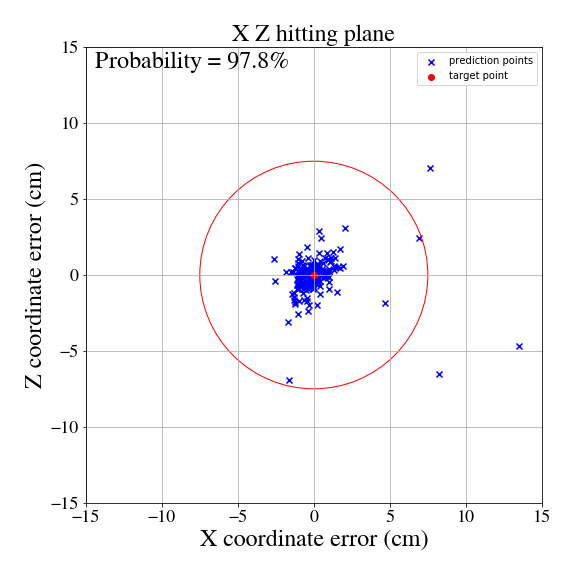 X Z hitting plane
Probability = 97.8%
prediction points
target point
15
10
5
0
−5
−10
−15
Z coordinate error (cm)
−15 −10 −5 0 5 10 15
X coordinate error (cm)